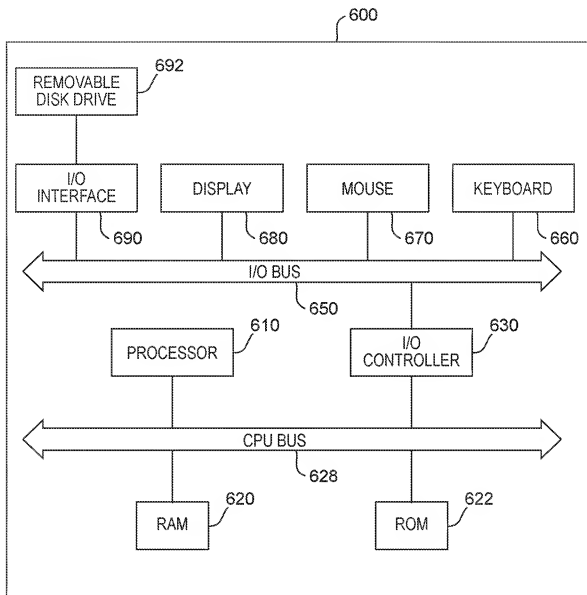 600
REMOVABLE
DISK DRIVE
692
I/O
INTERFACE
690
DISPLAY
680
MOUSE
670
KEYBOARD
660
I/O BUS
650
PROCESSOR
610
I/O
CONTROLLER
630
CPU BUS
628
RAM
620
ROM
622